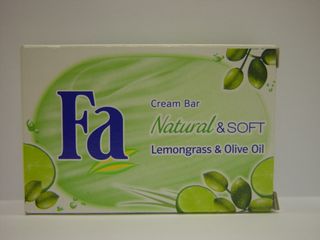 Fa
Cream Bar
Natural & SOFT
Lemongrass & Olive Oil